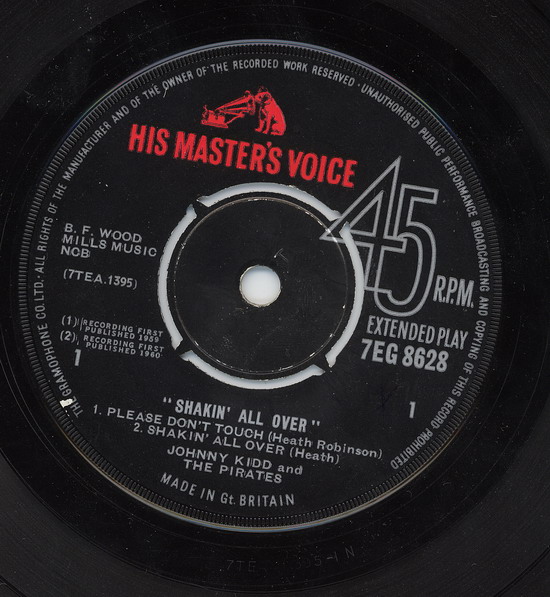 THE GRAMOPHONE CO. LTD. · ALL RIGHTS OF THE MANUFACTURER AND OF THE OWNER OF THE RECORDED WORK RESERVED · UNAUTHORISED PUBLIC PERFORMANCE BROADCASTING AND COPYING OF THIS RECORD PROHIBITED
HIS MASTER'S VOICE
45
R.P.M.
EXTENDED PLAY
7EG 8628
B. F. WOOD
MILLS MUSIC
NCB
(7TEA.1395)
(1) RECORDING FIRST
PUBLISHED 1959
(2) RECORDING FIRST
PUBLISHED 1960
1
1
"SHAKIN' ALL OVER"
1. PLEASE DON'T TOUCH (Heath Robinson)
2. SHAKIN' ALL OVER (Heath)
JOHNNY KIDD and
THE PIRATES
MADE IN Gt. BRITAIN